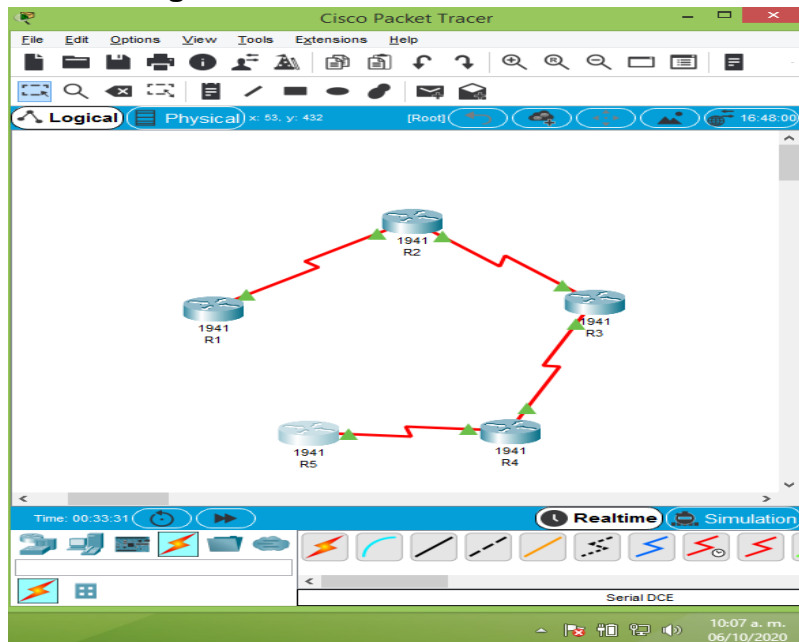 Cisco Packet Tracer
File Edit Options View Tools Extensions Help
Logical Physical x: 53, y: 432 [Root] 16:48:00
1941
R2
1941
R3
1941
R1
1941
R5
1941
R4
Time: 00:33:31 Realtime Simulation
Serial DCE
10:07 a. m.
06/10/2020